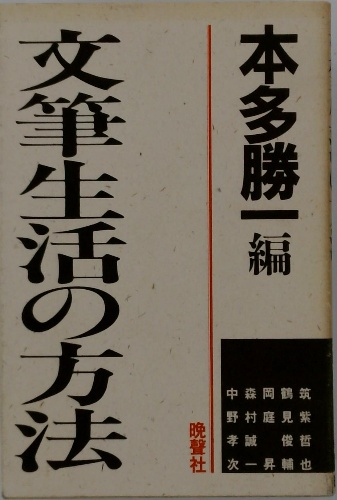 本多勝一編
文筆生活の方法
筑紫哲也
鶴見俊輔
岡庭昇
森村誠一
中野孝次
晩聲社